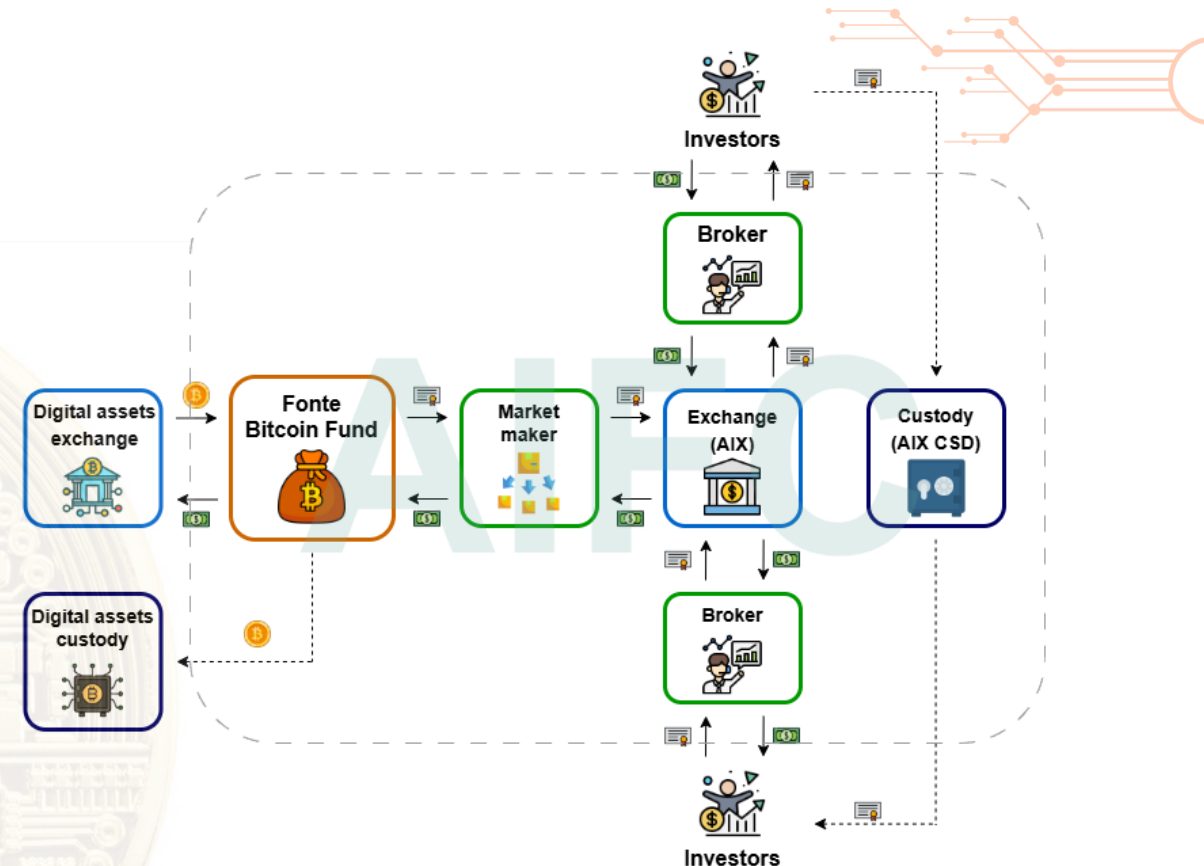 Investors
Broker
Digital assets
exchange
Fonte
Bitcoin Fund
Market
maker
Exchange
(AIX)
Custody
(AIX CSD)
AIFC
Digital assets
custody
Broker
Investors